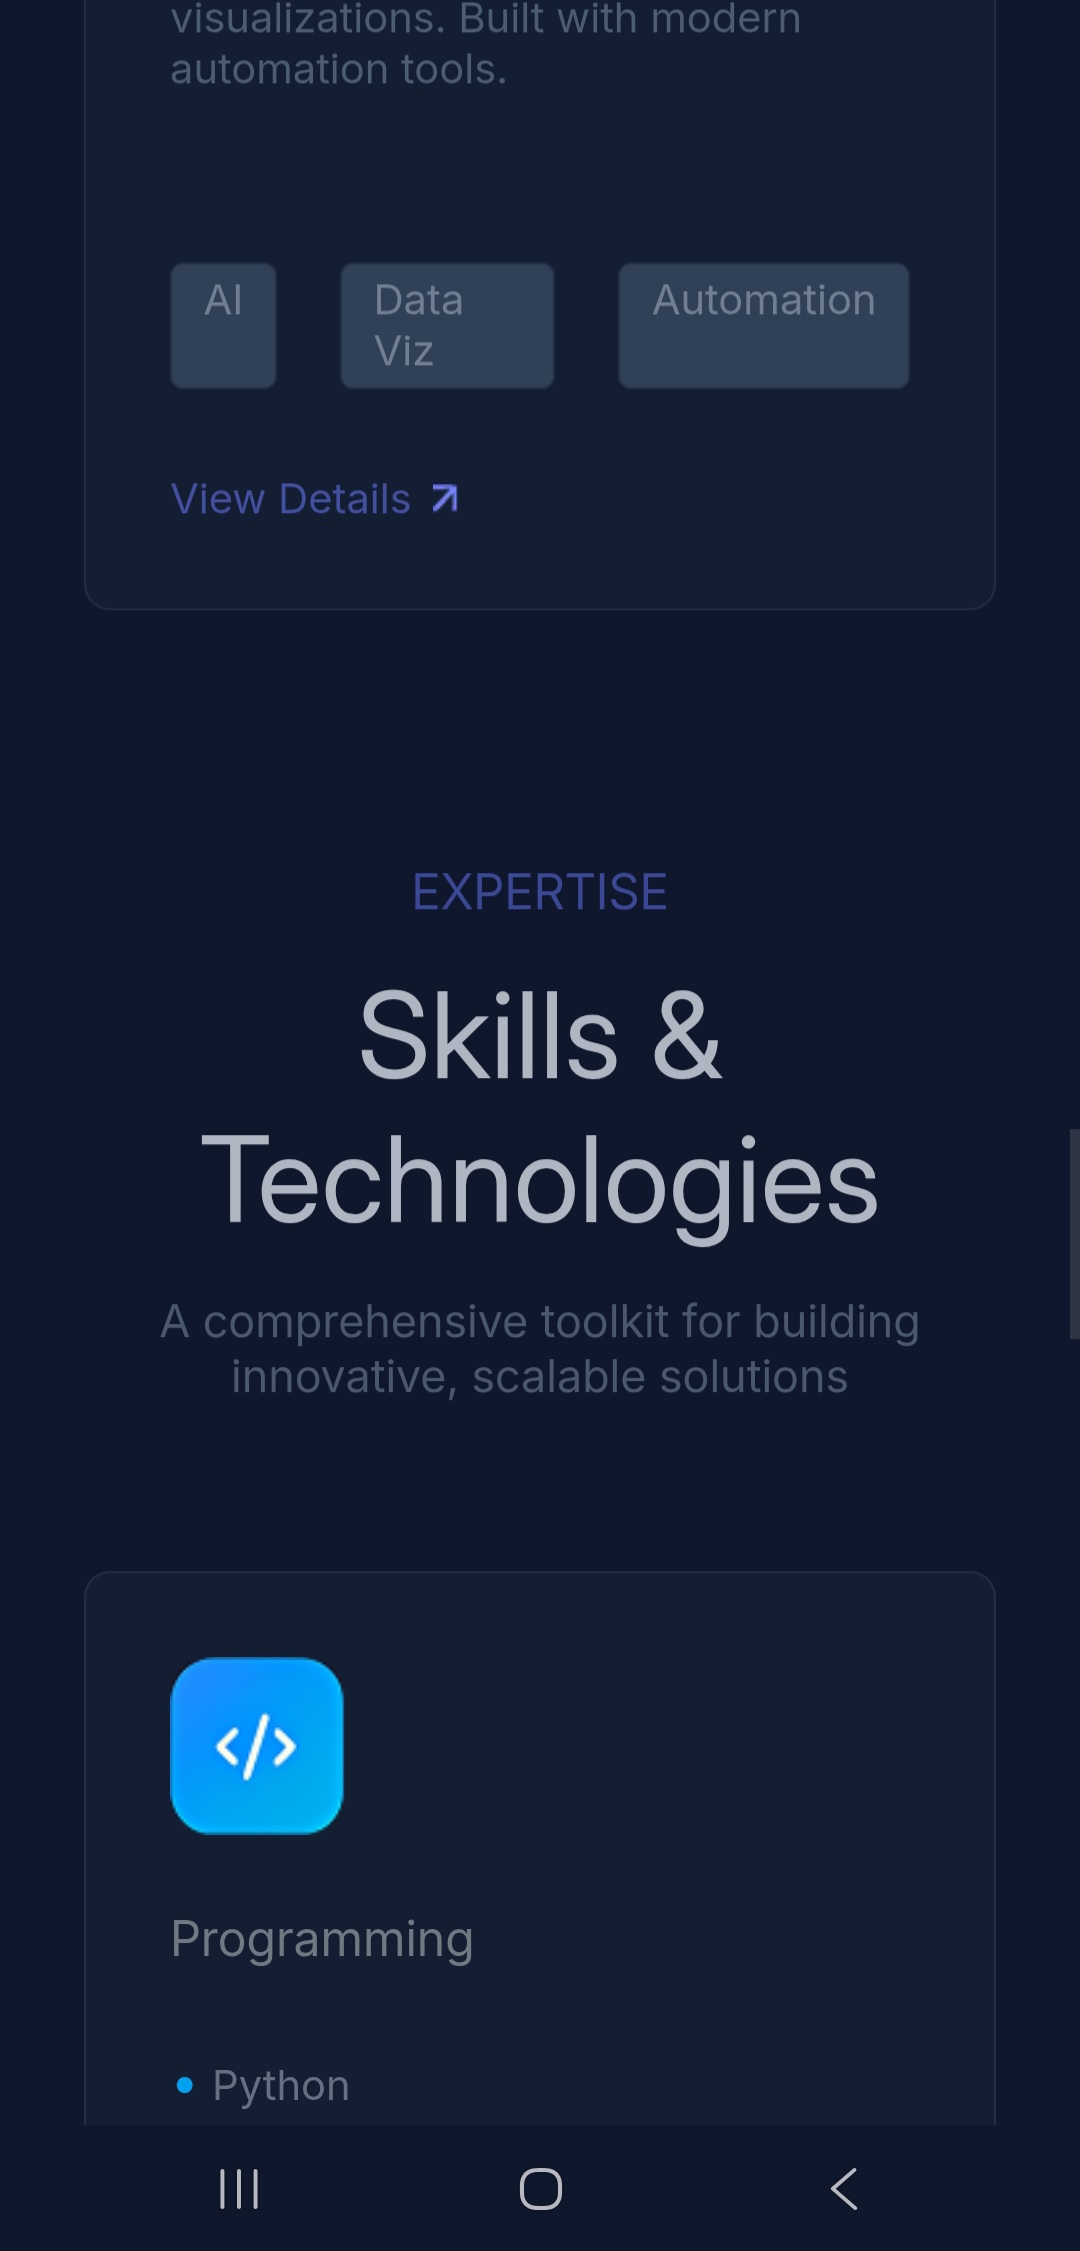 visualizations. Built with modern
automation tools.
AI
Data
Viz
Automation
View Details
EXPERTISE
Skills &
Technologies
A comprehensive toolkit for building
innovative, scalable solutions
</>
Programming
Python